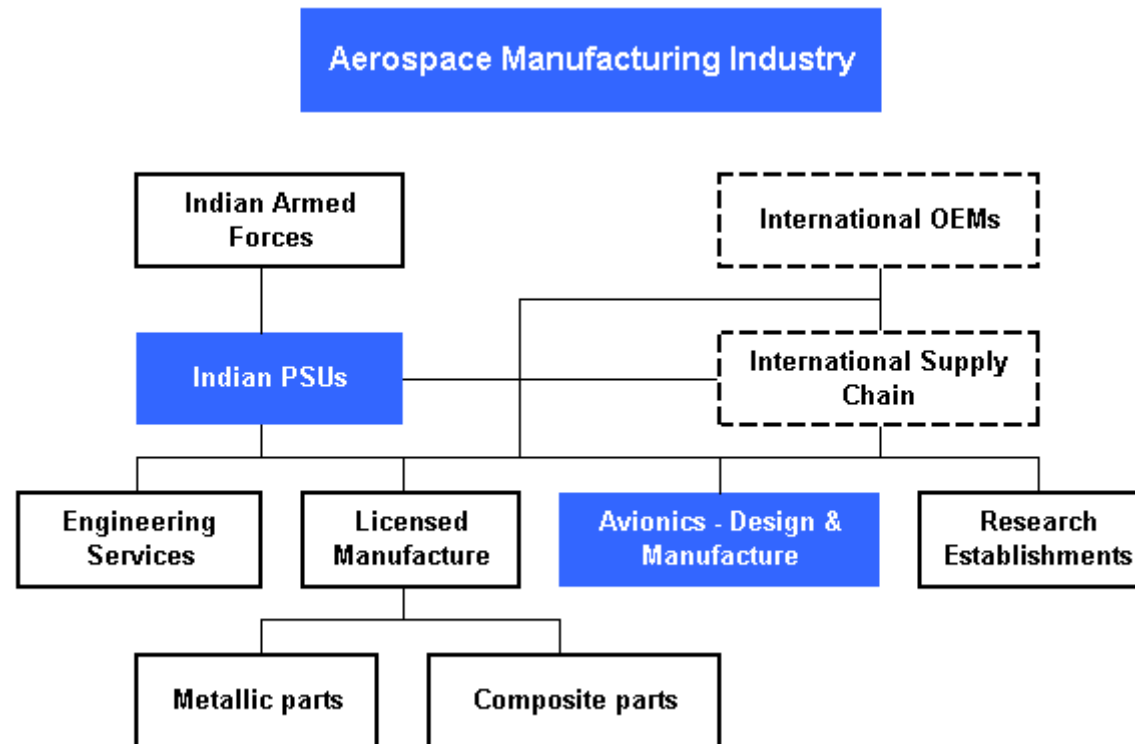 Aerospace Manufacturing Industry
Indian Armed
Forces
International OEMs
Indian PSUs
International Supply
Chain
Engineering
Services
Licensed
Manufacture
Avionics - Design &
Manufacture
Research
Establishments
Metallic parts
Composite parts